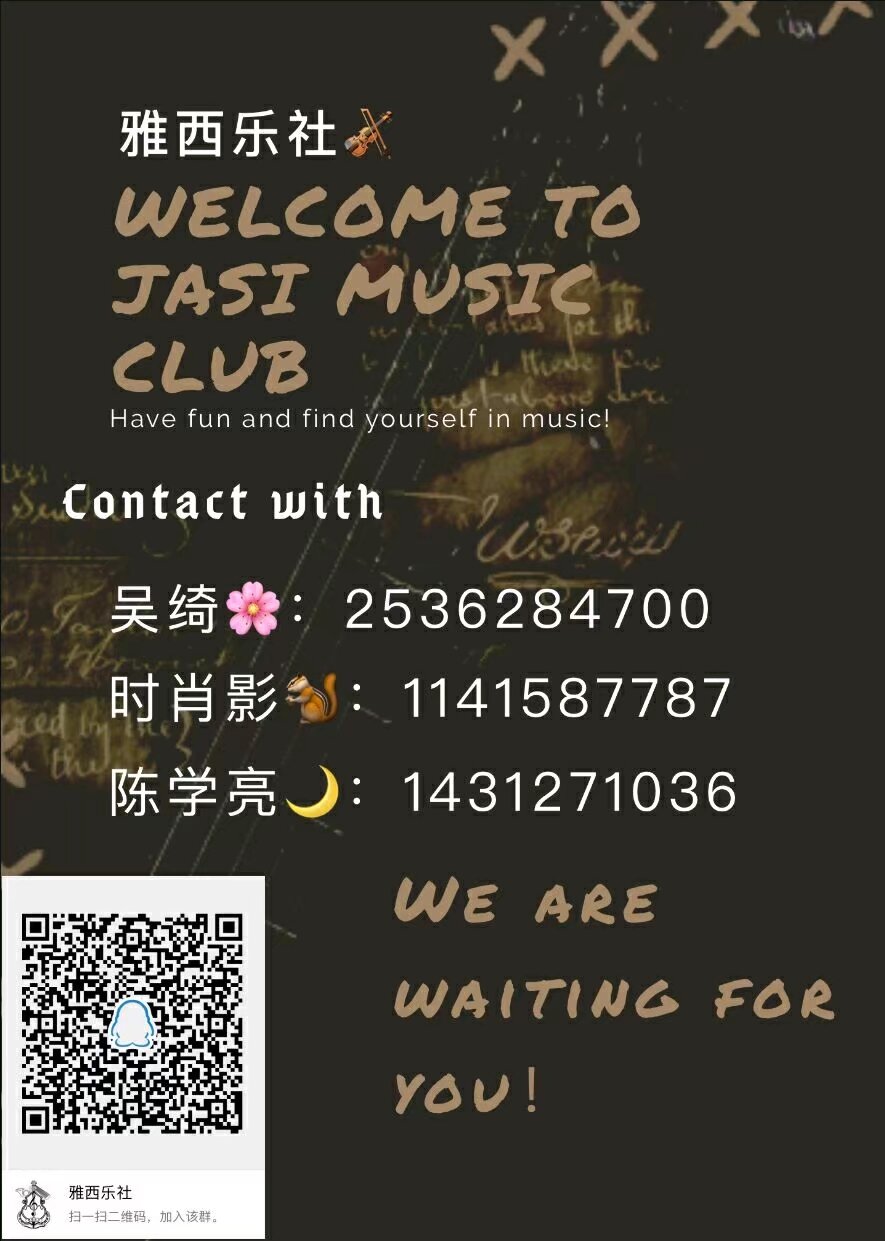 雅西乐社🎻
WELCOME TO
JASI MUSIC
CLUB
Have fun and find yourself in music!
Contact with
吴绮🌸：2536284700
时肖影🐿️：1141587787
陈学亮🌙：1431271036
WE ARE
WAITING FOR
YOU！
雅西乐社
扫一扫二维码，加入该群。